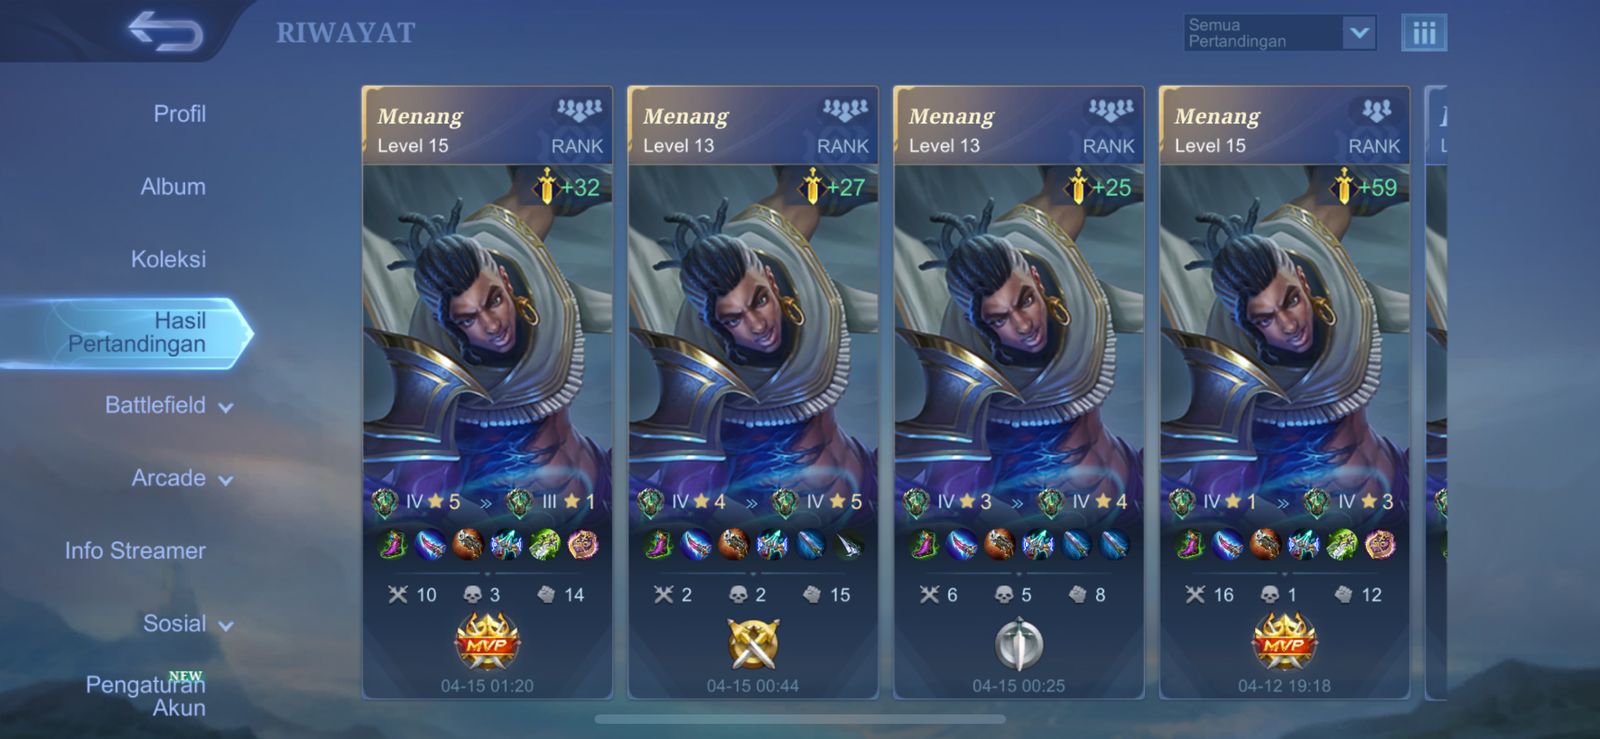 RIWAYAT
Semua
Pertandingan
Profil
Album
Koleksi
Hasil
Pertandingan
Battlefield
Arcade
Info Streamer
Sosial
NEW
Pengaturan
Akun
Menang
Level 15
RANK
+32
IV 5 » III 1
10 3 14
MVP
04-15 01:20
Menang
Level 13
RANK
+27
IV 4 » IV 5
2 2 15
04-15 00:44
Menang
Level 13
RANK
+25
IV 3 » IV 4
6 5 8
04-15 00:25
Menang
Level 15
RANK
+59
IV 1 » IV 3
16 1 12
MVP
04-12 19:18
L